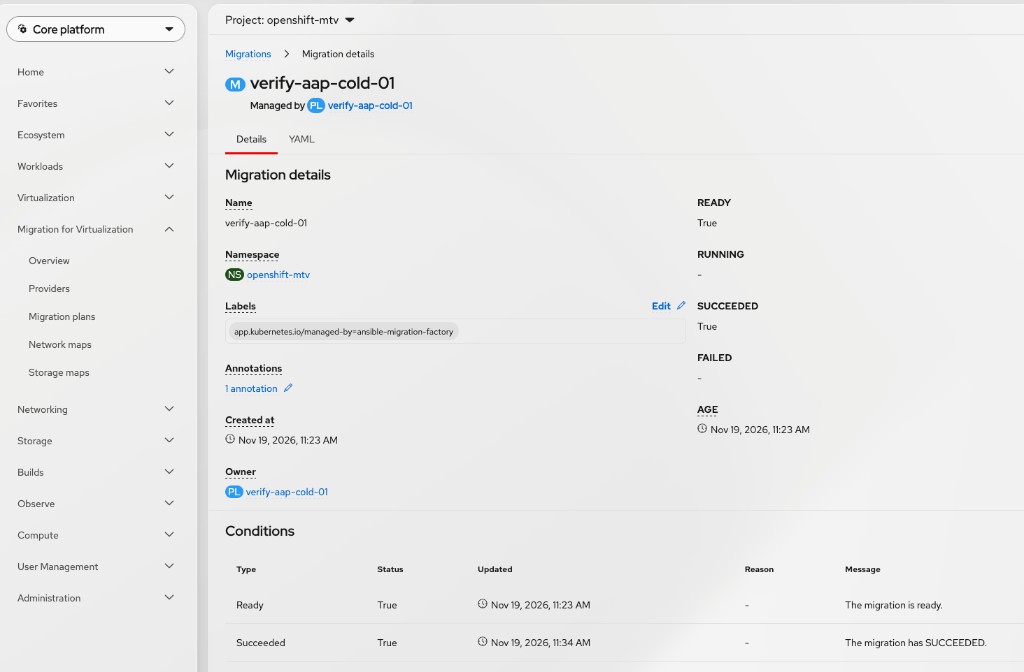 Core platform
Home
Favorites
Ecosystem
Workloads
Virtualization
Migration for Virtualization
Overview
Providers
Migration plans
Network maps
Storage maps
Networking
Storage
Builds
Observe
Compute
User Management
Administration
Project: openshift-mtv
Migrations > Migration details
M verify-aap-cold-01
Managed by PL verify-aap-cold-01
Details YAML
Migration details
Name
verify-aap-cold-01
Namespace
NS openshift-mtv
Labels Edit
app.kubernetes.io/managed-by=ansible-migration-factory
Annotations
1 annotation
Created at
Nov 19, 2026, 11:23 AM
Owner
PL verify-aap-cold-01
READY
True
RUNNING
-
SUCCEEDED
True
FAILED
-
AGE
Nov 19, 2026, 11:23 AM
Conditions
Type Status Updated Reason Message
Ready True Nov 19, 2026, 11:23 AM - The migration is ready.
Succeeded True Nov 19, 2026, 11:34 AM - The migration has SUCCEEDED.